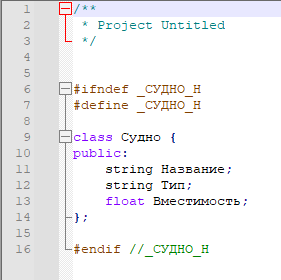 1 /**
2 * Project Untitled
3 */
4
5
6 #ifndef _СУДНО_H
7 #define _СУДНО_H
8
9 class Судно {
10 public:
11 string Название;
12 string Тип;
13 float Вместимость;
14 };
15
16 #endif //_СУДНО_H